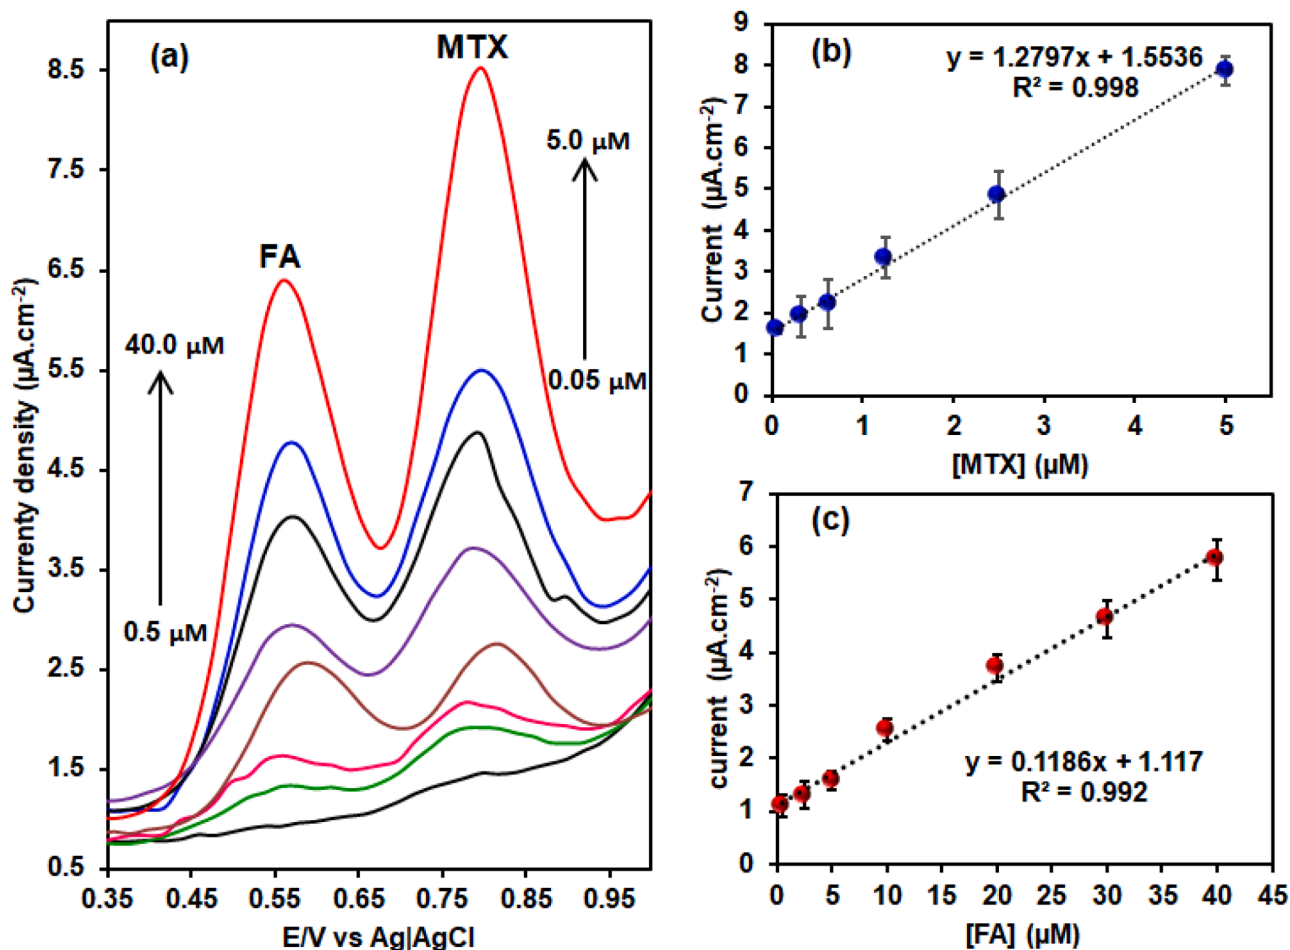 (a)
MTX
FA
5.0 µM
0.05 µM
40.0 µM
0.5 µM
8.5
7.5
6.5
5.5
4.5
3.5
2.5
1.5
0.5
Currenty density (µA.cm-2)
0.35 0.45 0.55 0.65 0.75 0.85 0.95
E/V vs Ag|AgCl
(b)
y = 1.2797x + 1.5536
R² = 0.998
9
8
7
6
5
4
3
2
1
0
Current (µA.cm-2)
0 1 2 3 4 5
[MTX] (µM)
(c)
y = 0.1186x + 1.117
R² = 0.992
7
6
5
4
3
2
1
0
current (µA.cm-2)
0 5 10 15 20 25 30 35 40 45
[FA] (µM)